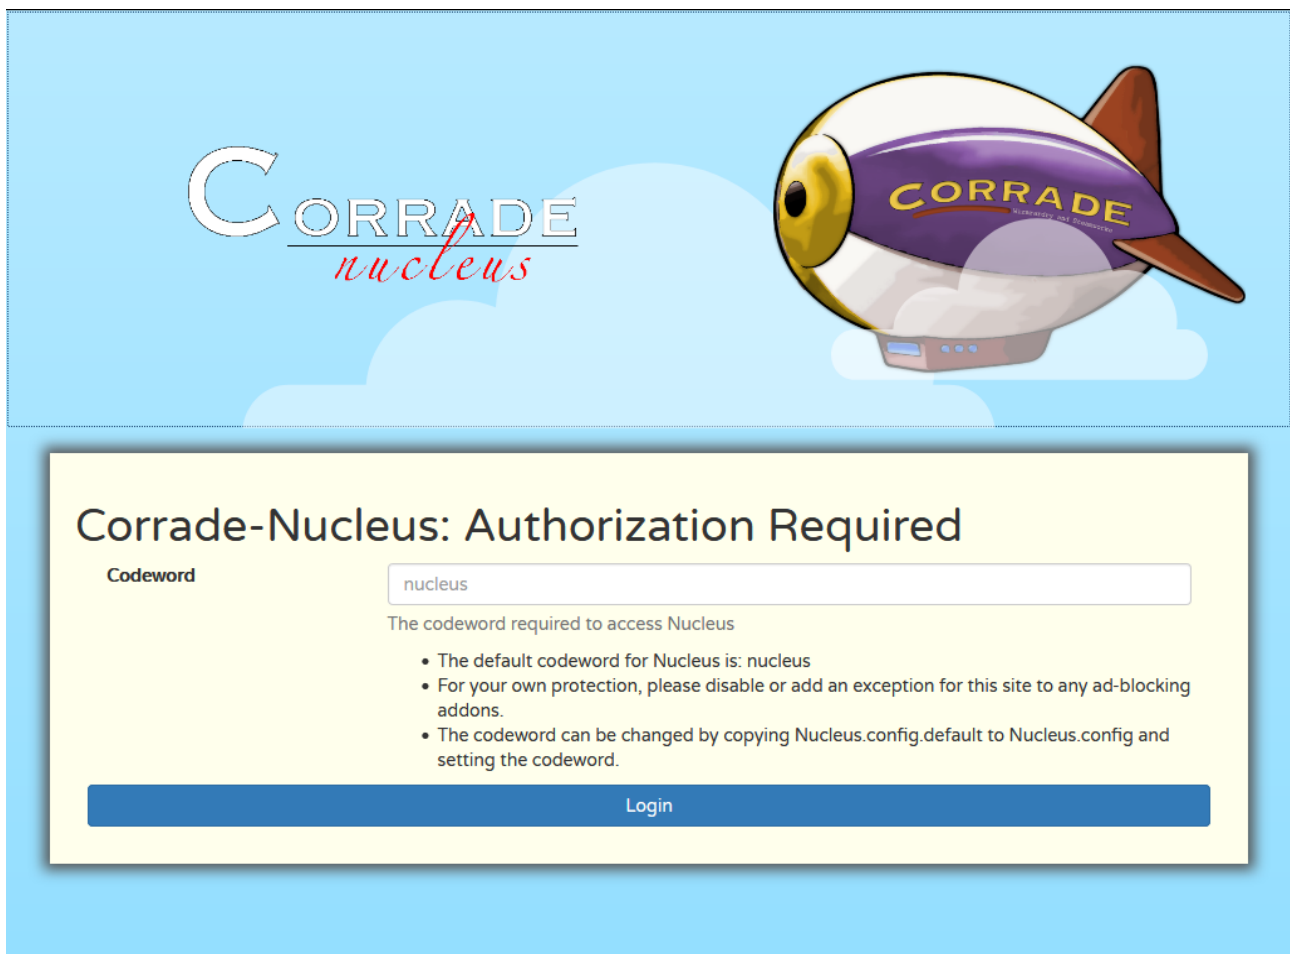 CORRADE
nucleus
CORRADE
Wizardry and Steamworks
Corrade-Nucleus: Authorization Required
Codeword
nucleus
The codeword required to access Nucleus
• The default codeword for Nucleus is: nucleus
• For your own protection, please disable or add an exception for this site to any ad-blocking
addons.
• The codeword can be changed by copying Nucleus.config.default to Nucleus.config and
setting the codeword.
Login